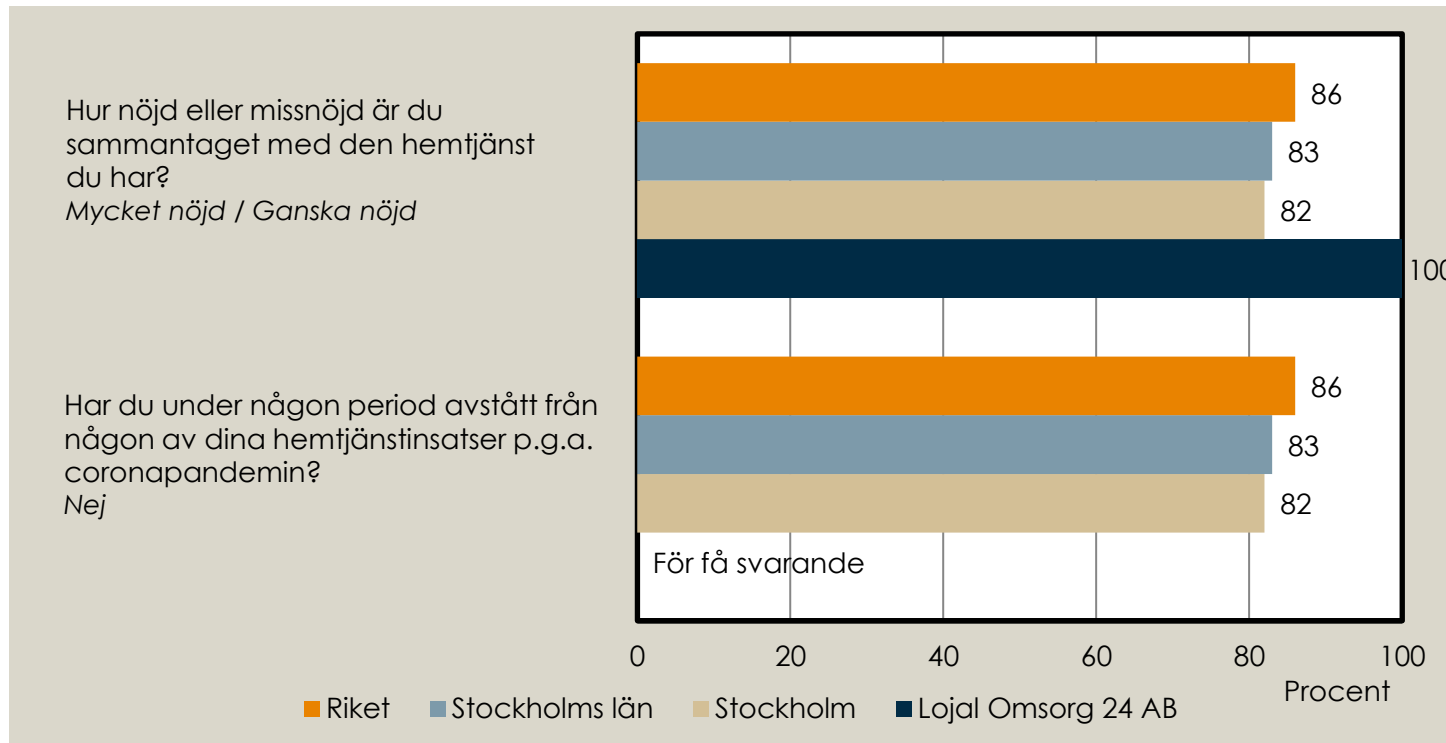 Hur nöjd eller missnöjd är du
sammantaget med den hemtjänst
du har?
Mycket nöjd / Ganska nöjd
86
83
82
100
Har du under någon period avstått från
någon av dina hemtjänstinsatser p.g.a.
coronapandemin?
Nej
86
83
82
För få svarande
0 20 40 60 80 100
Procent
Riket Stockholms län Stockholm Lojal Omsorg 24 AB